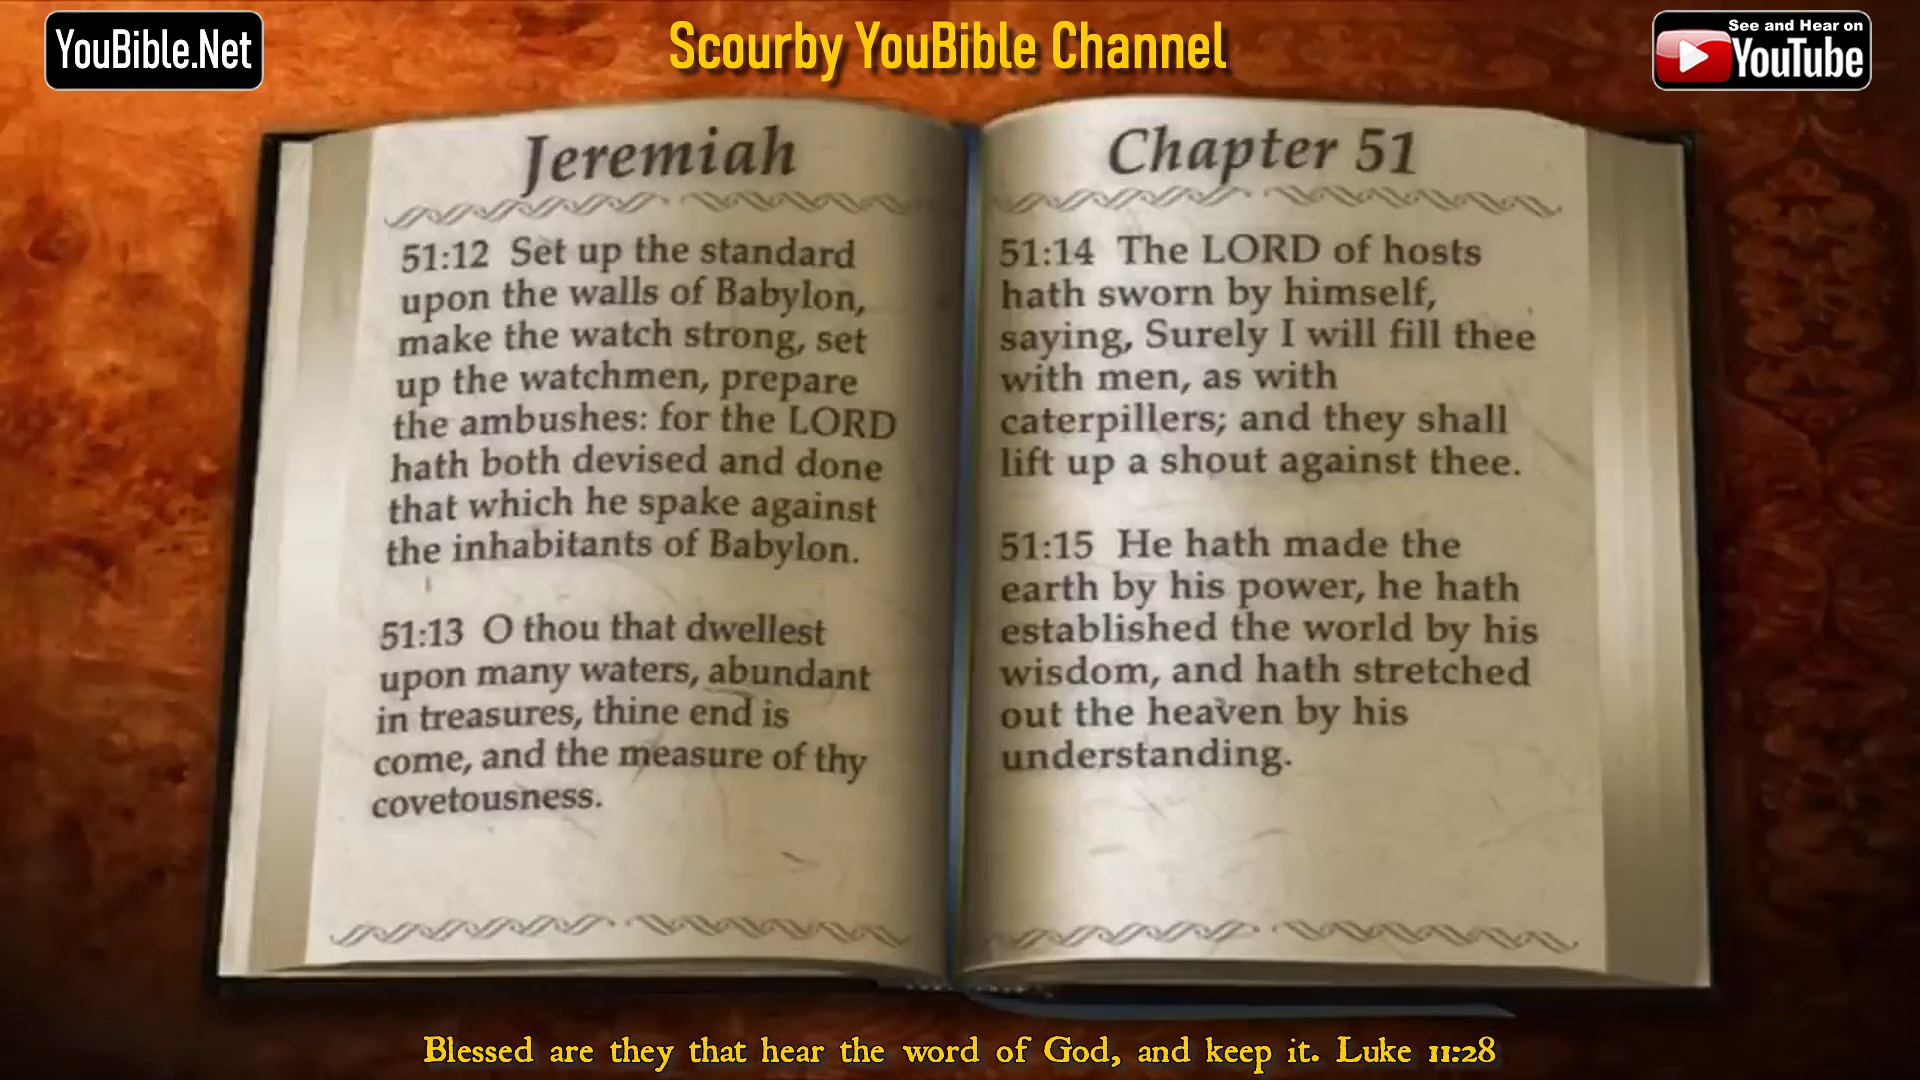 YouBible.Net
Scourby YouBible Channel
See and Hear on
YouTube
Jeremiah
51:12 Set up the standard
upon the walls of Babylon,
make the watch strong, set
up the watchmen, prepare
the ambushes: for the LORD
hath both devised and done
that which he spake against
the inhabitants of Babylon.
51:13 O thou that dwellest
upon many waters, abundant
in treasures, thine end is
come, and the measure of thy
covetousness.
Chapter 51
51:14 The LORD of hosts
hath sworn by himself,
saying, Surely I will fill thee
with men, as with
caterpillers; and they shall
lift up a shout against thee.
51:15 He hath made the
earth by his power, he hath
established the world by his
wisdom, and hath stretched
out the heaven by his
understanding.
Blessed are they that hear the word of God, and keep it. Luke 11:28